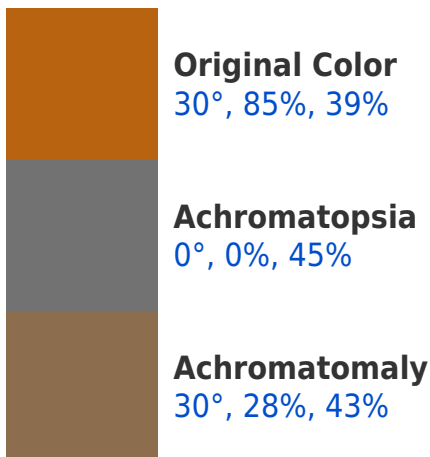 Original Color
30°, 85%, 39%
Achromatopsia
0°, 0%, 45%
Achromatomaly
30°, 28%, 43%